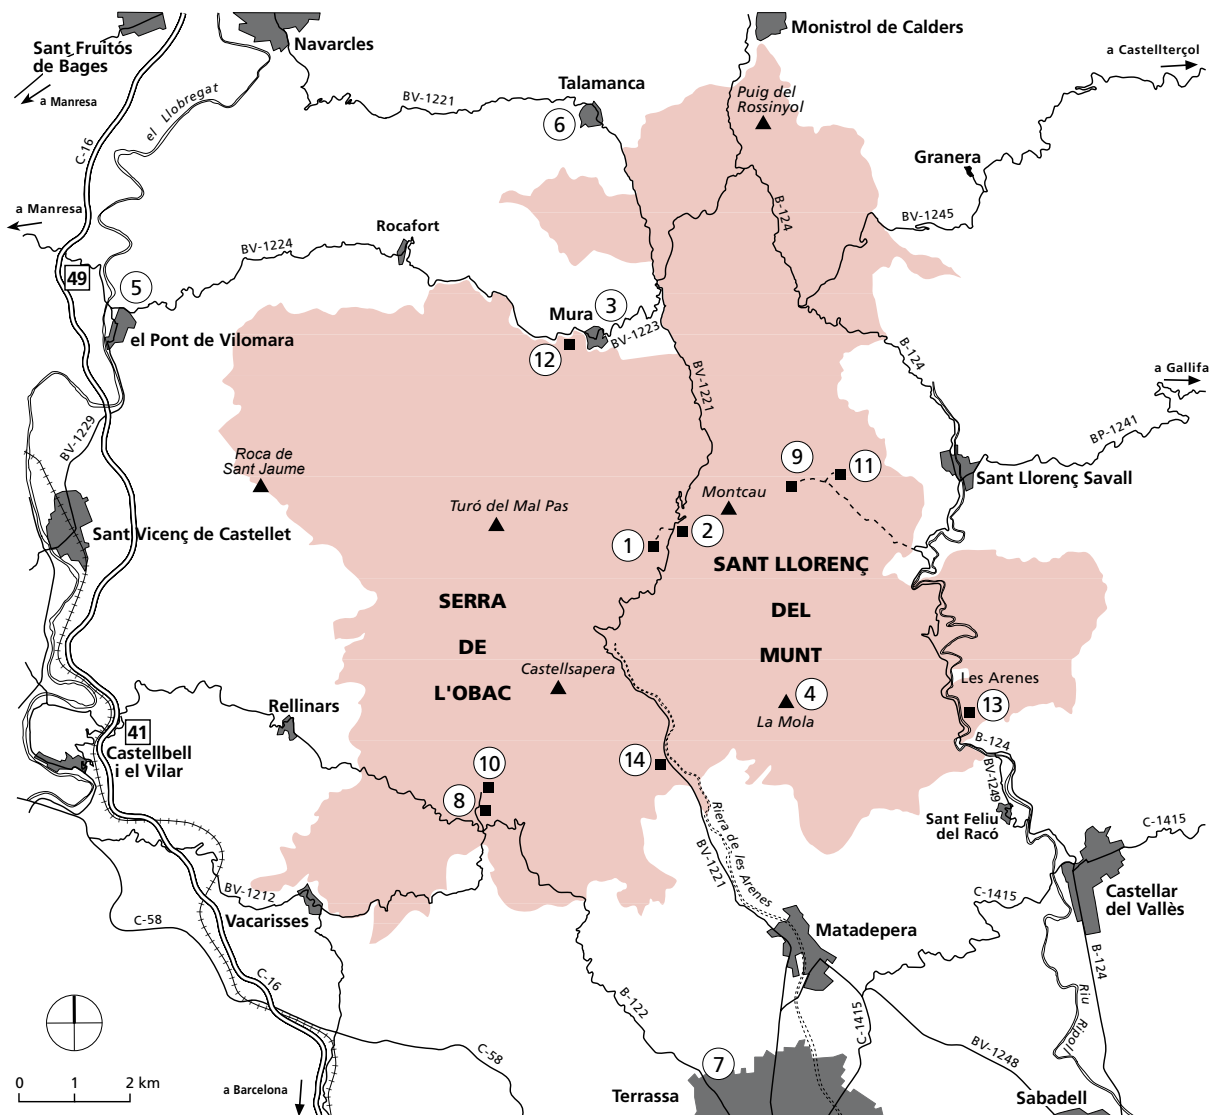 Sant Fruitós
de Bages
a Manresa
Navarcles
Monistrol de Calders
a Castellterçol
Talamanca
BV-1221
6
Puig del
Rossinyol
el Llobregat
C-16
Granera
a Manresa
BV-1245
B-124
Rocafort
BV-1224
49
5
3
Mura
BV-1223
el Pont de Vilomara
12
B-124
BV-1221
a Gallifa
BP-1241
BV-1229
Roca de
Sant Jaume
9
11
Sant Llorenç Savall
Montcau
Turó del Mal Pas
Sant Vicenç de Castellet
1
2
SANT LLORENÇ
DEL
MUNT
SERRA
DE
L'OBAC
Castellsapera
Les Arenes
4
13
La Mola
Rellinars
41
Castellbell
i el Vilar
B-124
BV-1249
14
10
8
Riera de les Arenes
BV-1221
Sant Feliu
del Racó
C-1415
BV-1212
Vacarisses
C-58
C-1415
Castellar
del Vallès
Matadepera
B-124
C-16
B-122
Riu Ripoll
C-1415
BV-1248
C-58
7
0 1 2 km
a Barcelona
Terrassa
Sabadell